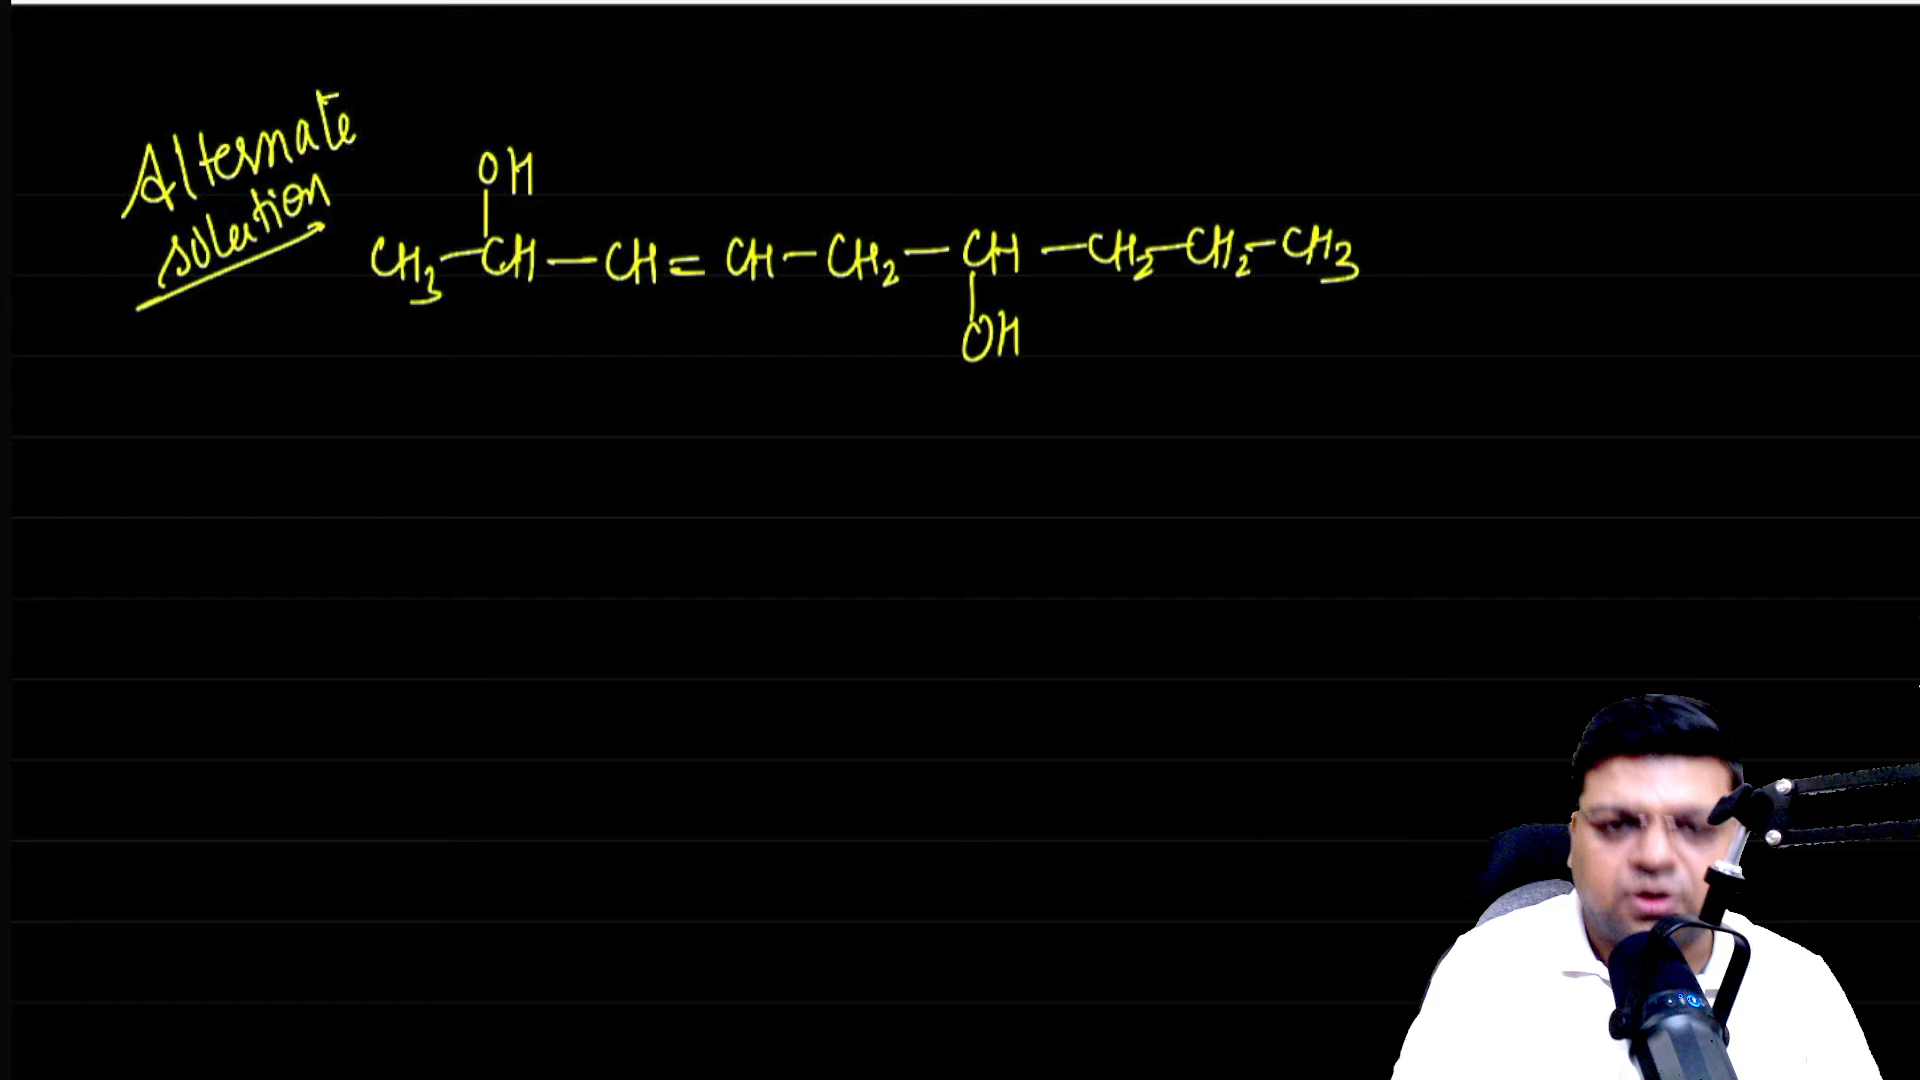 Alternate
solution
OH
CH3-CH-CH=CH-CH2-CH-CH2-CH2-CH3
OH